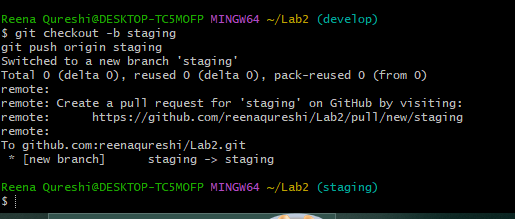 Reena Qureshi@DESKTOP-TC5MOFP MINGW64 ~/Lab2 (develop)
$ git checkout -b staging
git push origin staging
Switched to a new branch 'staging'
Total 0 (delta 0), reused 0 (delta 0), pack-reused 0 (from 0)
remote:
remote: Create a pull request for 'staging' on GitHub by visiting:
remote:      https://github.com/reenaqureshi/Lab2/pull/new/staging
remote:
To github.com:reenaqureshi/Lab2.git
 * [new branch]      staging -> staging

Reena Qureshi@DESKTOP-TC5MOFP MINGW64 ~/Lab2 (staging)
$